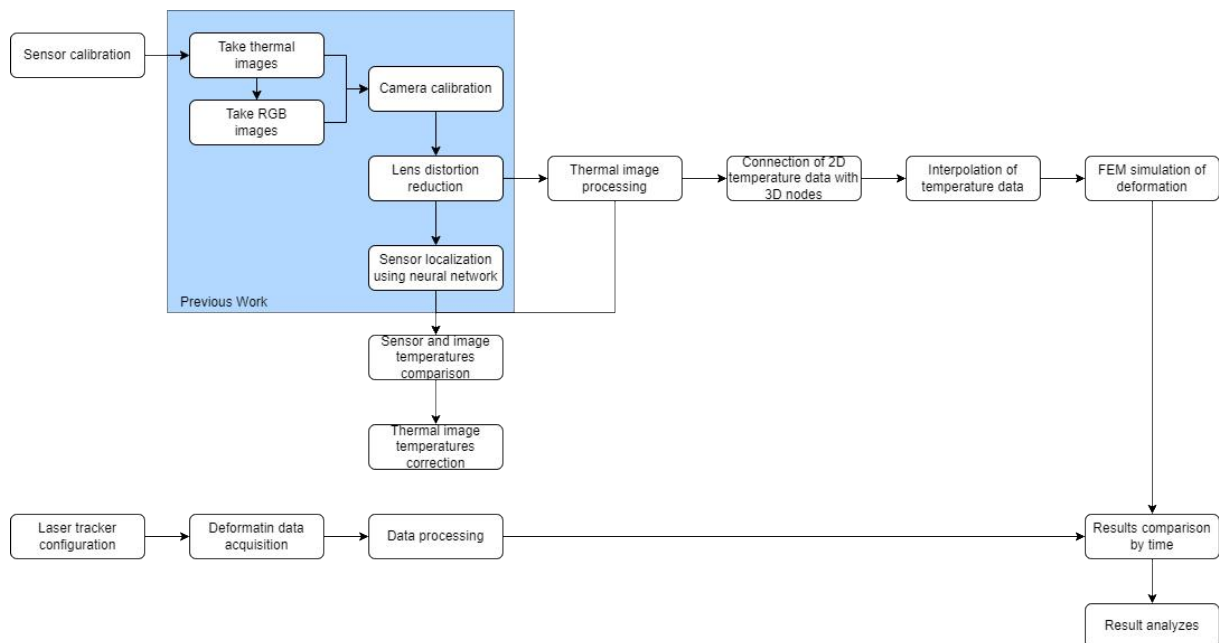 Sensor calibration
Take thermal
images
Take RGB
images
Camera calibration
Lens distortion
reduction
Thermal image
processing
Connection of 2D
temperature data with
3D nodes
Interpolation of
temperature data
FEM simulation of
deformation
Sensor localization
using neural network
Previous Work
Sensor and image
temperatures
comparison
Thermal image
temperatures
correction
Laser tracker
configuration
Deformatin data
acquisition
Data processing
Results comparison
by time
Result analyzes